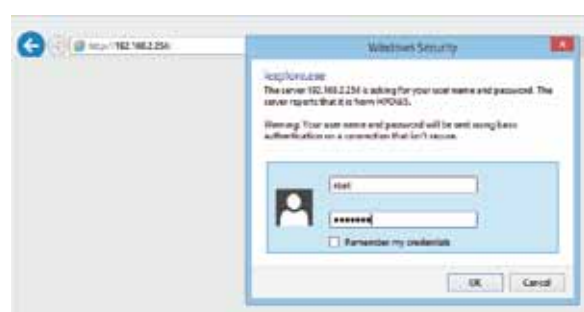 http://192.168.2.254
Windows Security
iexplore.exe
The server 192.168.2.254 is asking for your user name and password. The
server reports that it is from
Warning: Your user name and password will be sent using basic
authentication on a connection that isn't secure.
root
•••••••
Remember my credentials
OK
Cancel